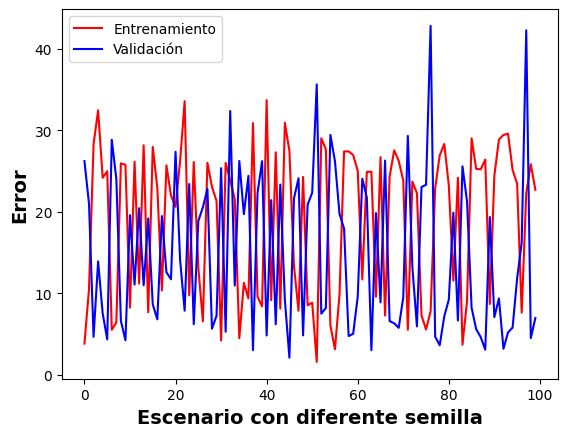 Entrenamiento
Validación
Error
40
30
20
10
0
0 20 40 60 80 100
Escenario con diferente semilla